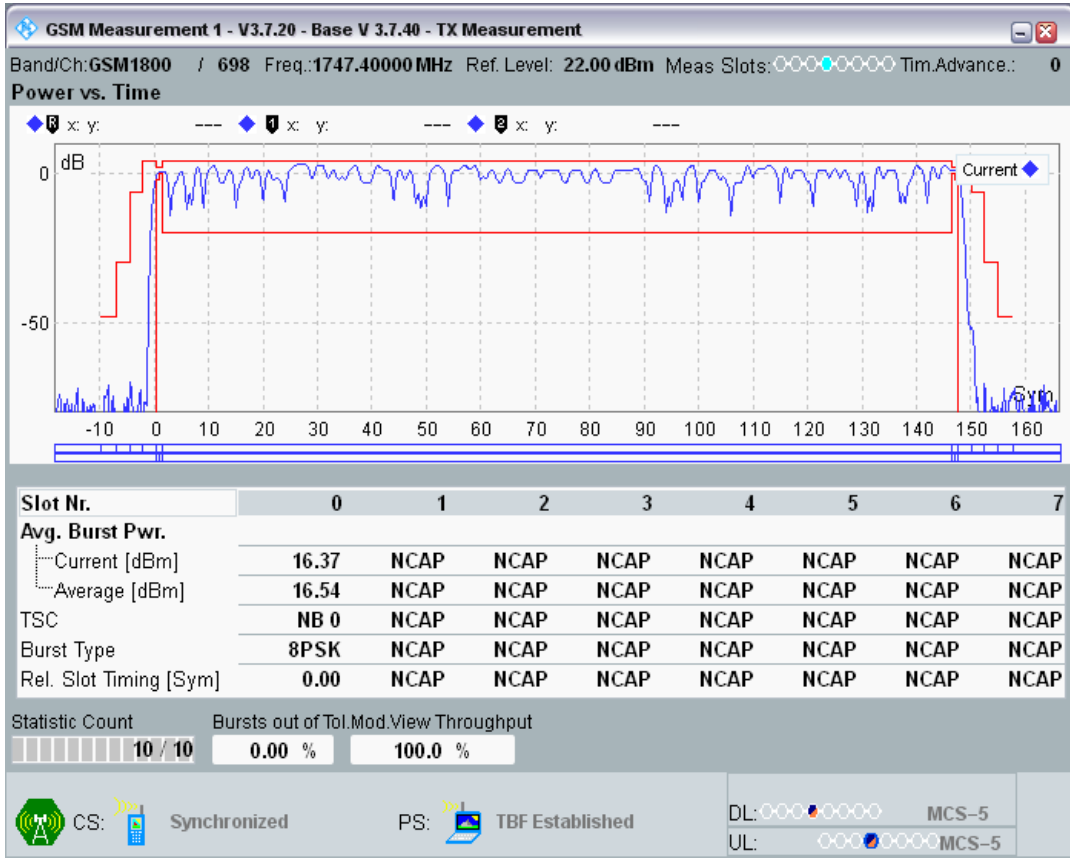 GSM Measurement 1 - V3.7.20 - Base V 3.7.40 - TX Measurement
Band/Ch:GSM1800 / 698 Freq.:1747.40000 MHz Ref. Level: 22.00 dBm Meas Slots: Tim.Advance.: 0
Power vs. Time
R x: y: --- 1 x: y: --- 2 x: y: ---
dB
0
Current
-50
Sym
-10 0 10 20 30 40 50 60 70 80 90 100 110 120 130 140 150 160
Slot Nr. 0 1 2 3 4 5 6 7
Avg. Burst Pwr.
Current [dBm] 16.37 NCAP NCAP NCAP NCAP NCAP NCAP NCAP
Average [dBm] 16.54 NCAP NCAP NCAP NCAP NCAP NCAP NCAP
TSC NB 0 NCAP NCAP NCAP NCAP NCAP NCAP NCAP
Burst Type 8PSK NCAP NCAP NCAP NCAP NCAP NCAP NCAP
Rel. Slot Timing [Sym] 0.00 NCAP NCAP NCAP NCAP NCAP NCAP NCAP
Statistic Count Bursts out of Tol.Mod.View Throughput
10 / 10 0.00 % 100.0 %
CS: Synchronized PS: TBF Established DL: MCS-5
UL: MCS-5